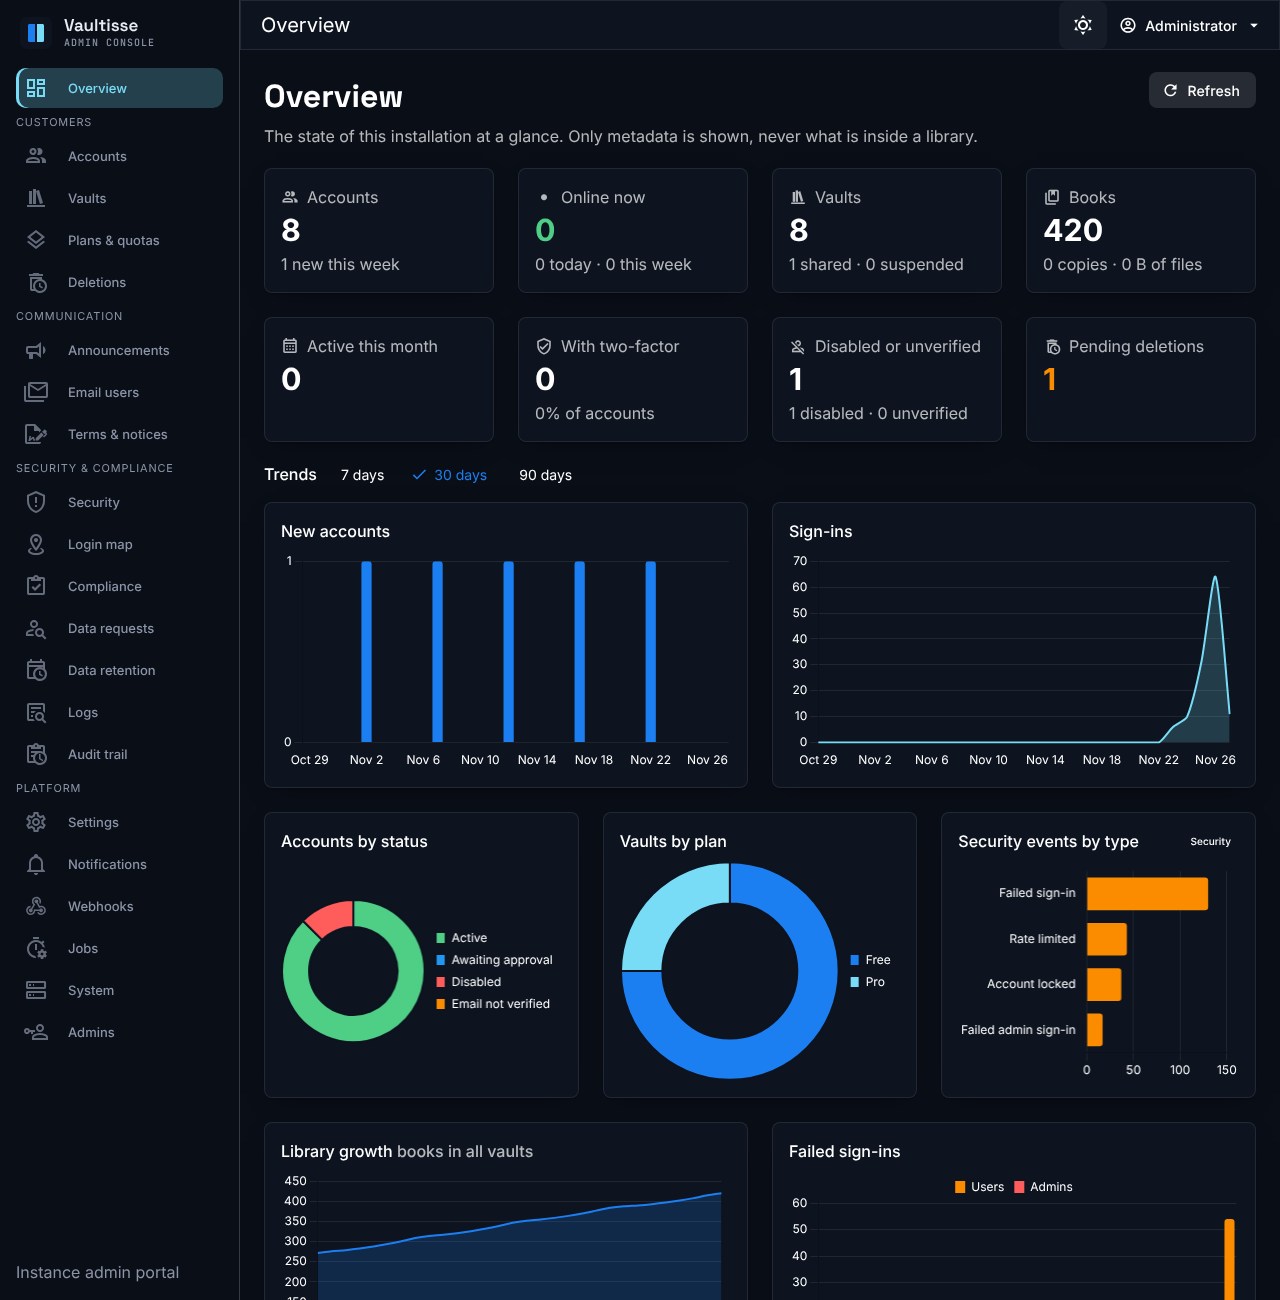 Vaultisse
ADMIN CONSOLE
Overview
CUSTOMERS
Accounts
Vaults
Plans & quotas
Deletions
COMMUNICATION
Announcements
Email users
Terms & notices
SECURITY & COMPLIANCE
Security
Login map
Compliance
Data requests
Data retention
Logs
Audit trail
PLATFORM
Settings
Notifications
Webhooks
Jobs
System
Admins
Instance admin portal
Overview
Administrator
Overview
Refresh
The state of this installation at a glance. Only metadata is shown, never what is inside a library.
Accounts
8
1 new this week
Online now
0
0 today · 0 this week
Vaults
8
1 shared · 0 suspended
Books
420
0 copies · 0 B of files
Active this month
0
With two-factor
0
0% of accounts
Disabled or unverified
1
1 disabled · 0 unverified
Pending deletions
1
Trends 7 days 30 days 90 days
New accounts
1
0
Oct 29 Nov 2 Nov 6 Nov 10 Nov 14 Nov 18 Nov 22 Nov 26
Sign-ins
70
60
50
40
30
20
10
0
Oct 29 Nov 2 Nov 6 Nov 10 Nov 14 Nov 18 Nov 22 Nov 26
Accounts by status
Active
Awaiting approval
Disabled
Email not verified
Vaults by plan
Free
Pro
Security events by type Security
Failed sign-in
Rate limited
Account locked
Failed admin sign-in
0 50 100 150
Library growth books in all vaults
450
400
350
300
250
200
150
Failed sign-ins
Users Admins
60
50
40
30